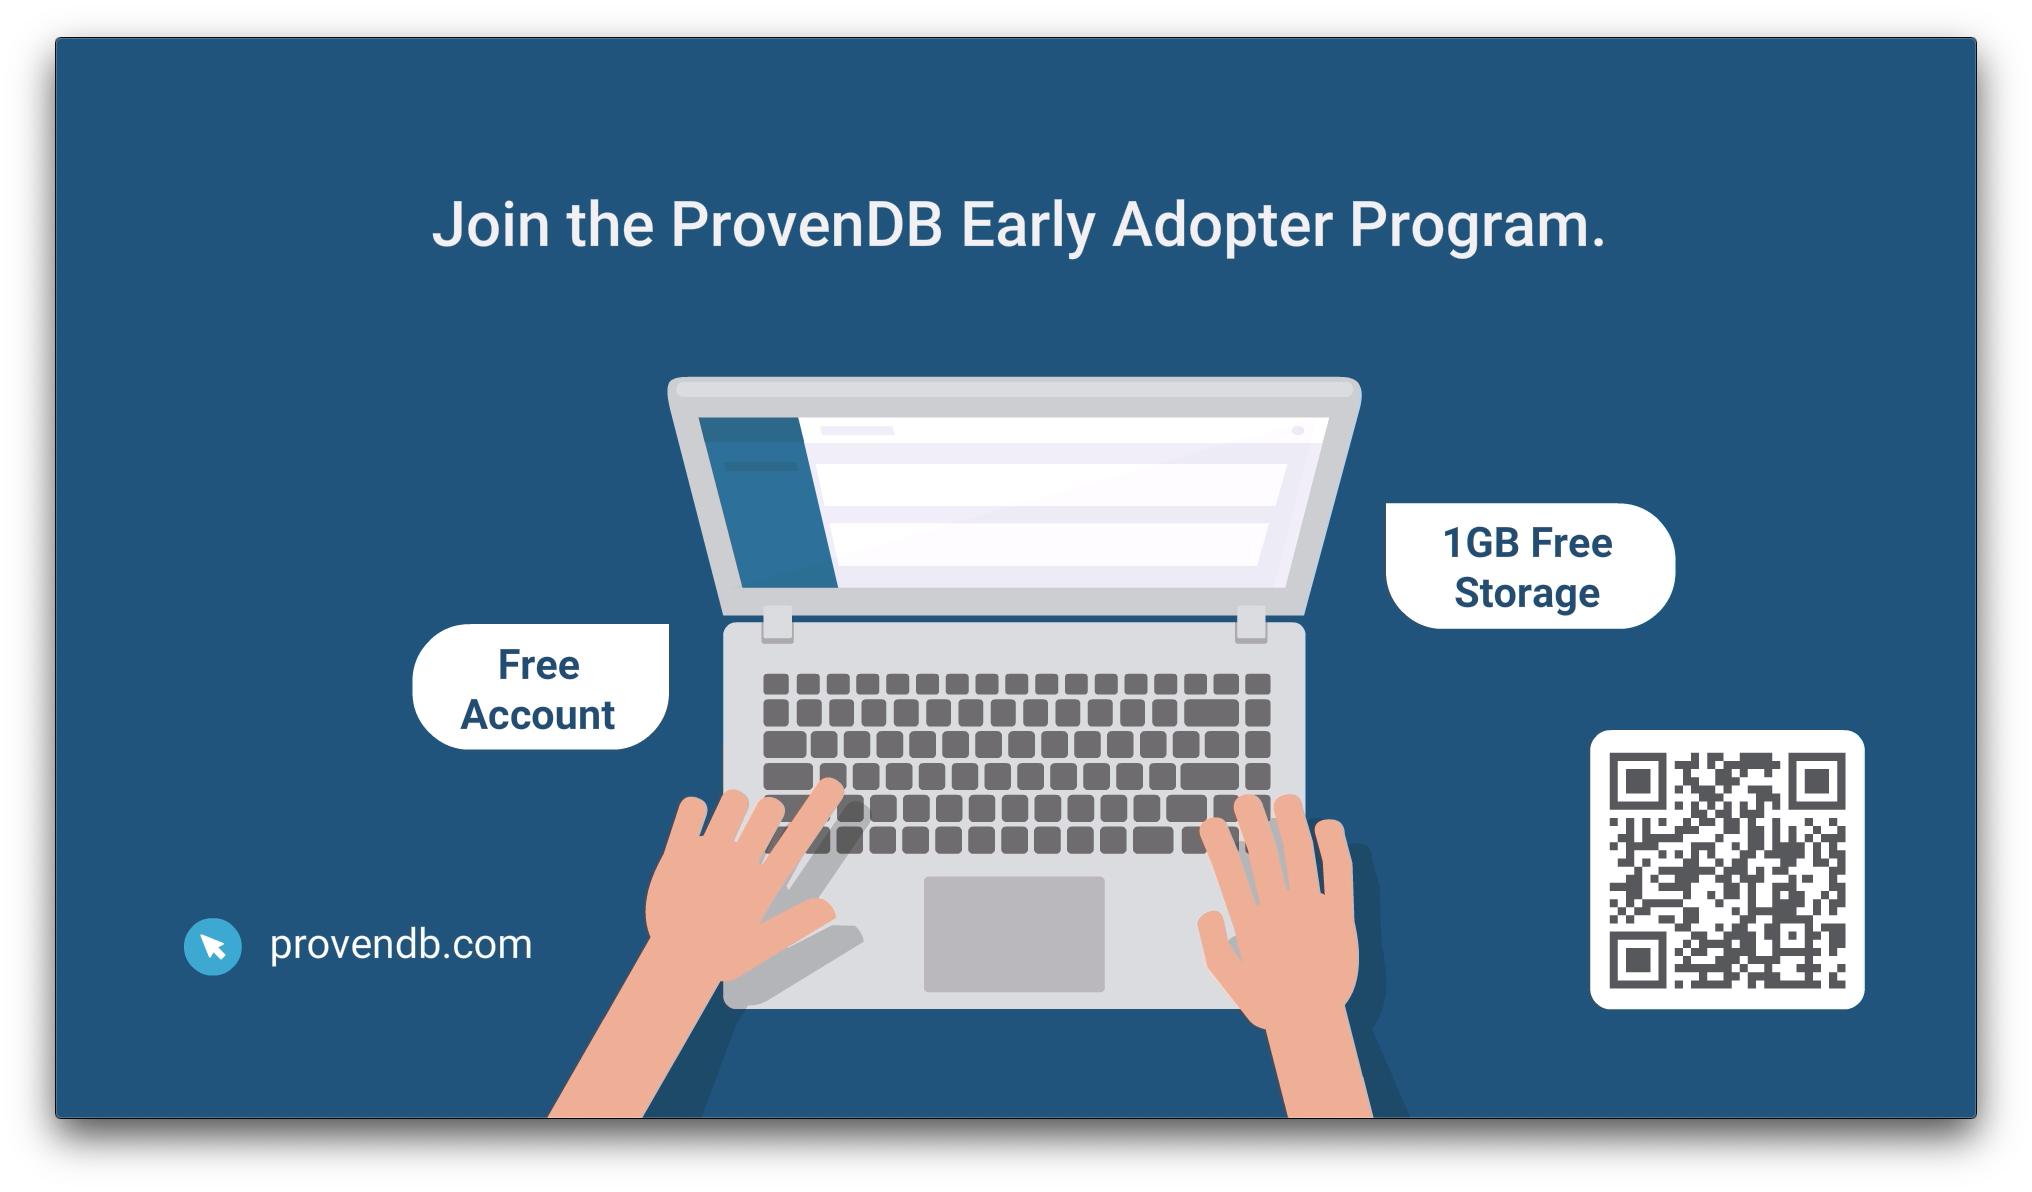 Join the ProvenDB Early Adopter Program.
1GB Free
Storage
Free
Account
provendb.com